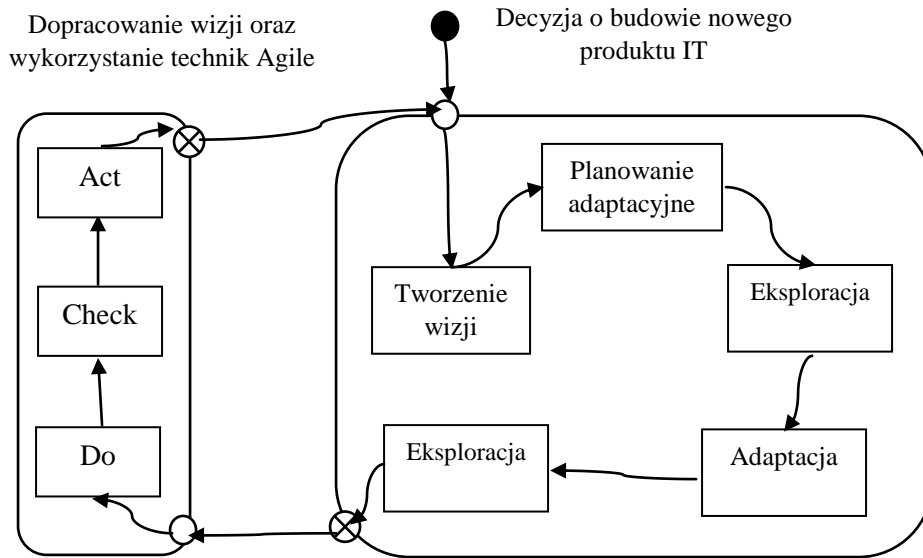 Dopracowanie wizji oraz
wykorzystanie technik Agile
Decyzja o budowie nowego
produktu IT
Act
Check
Do
Planowanie
adaptacyjne
Tworzenie
wizji
Eksploracja
Eksploracja
Adaptacja